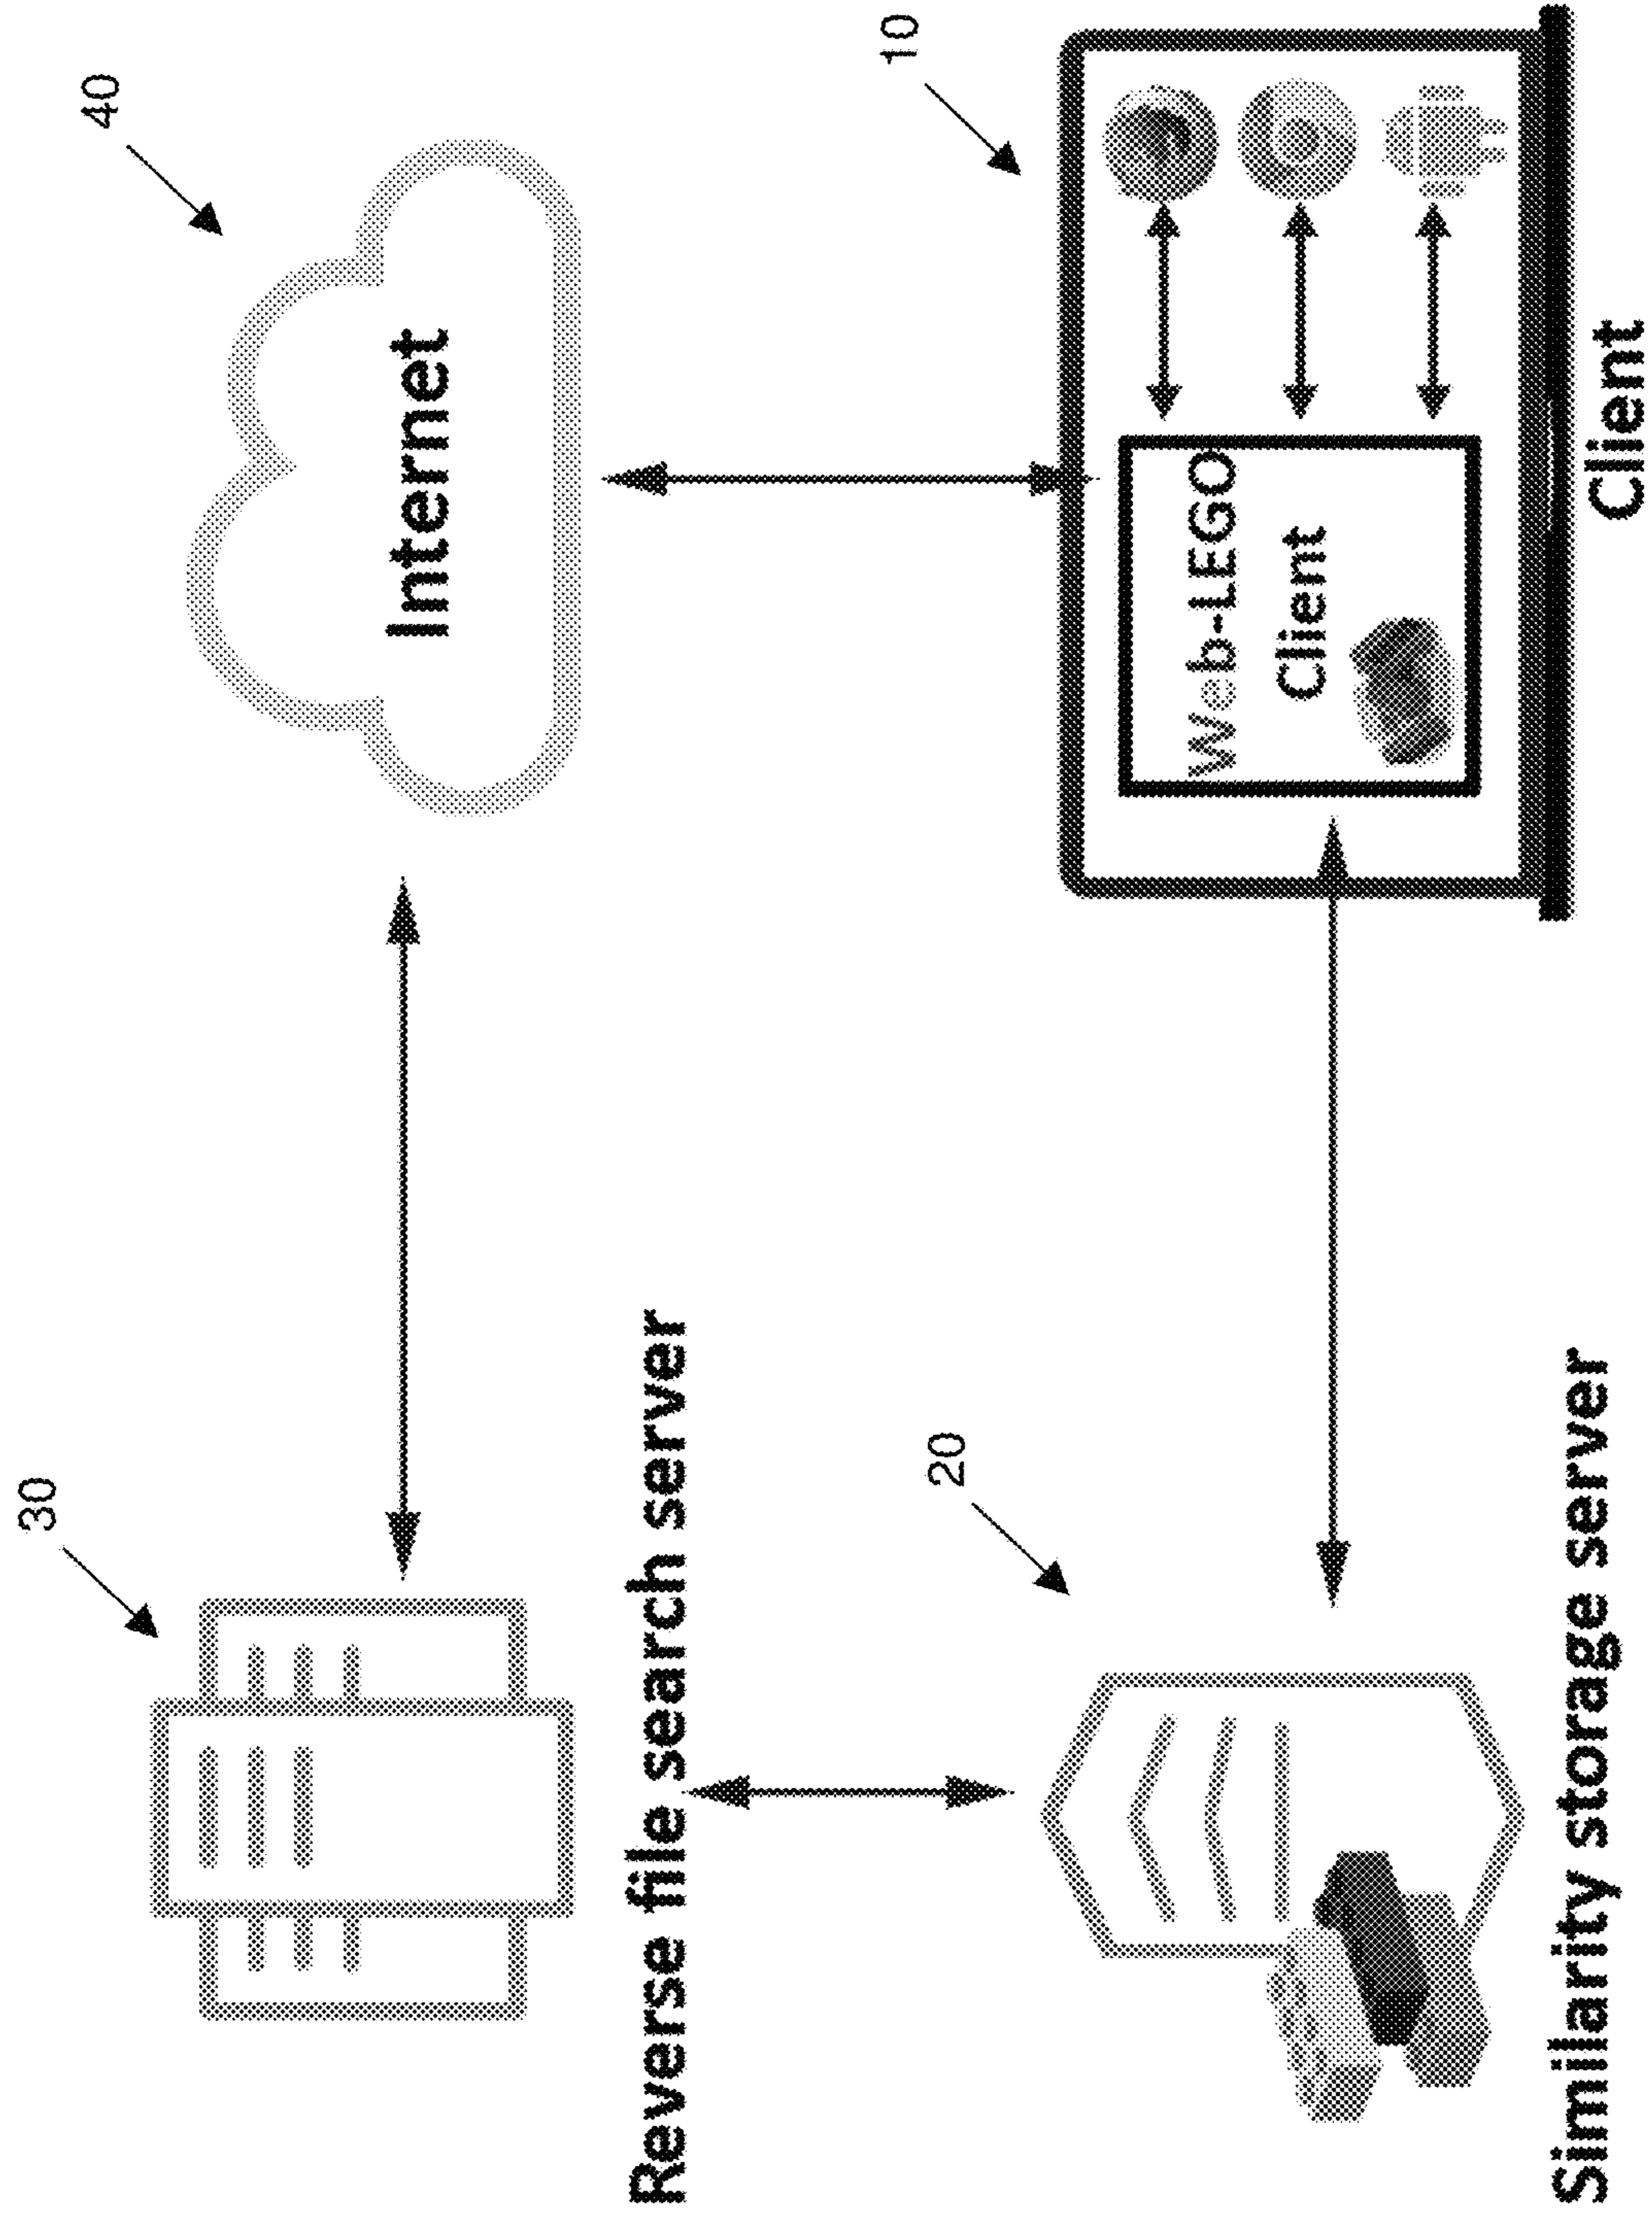 30
40
Internet
Reverse file search server
20
10
Web-LEGO
Client
Similarity storage server
Client